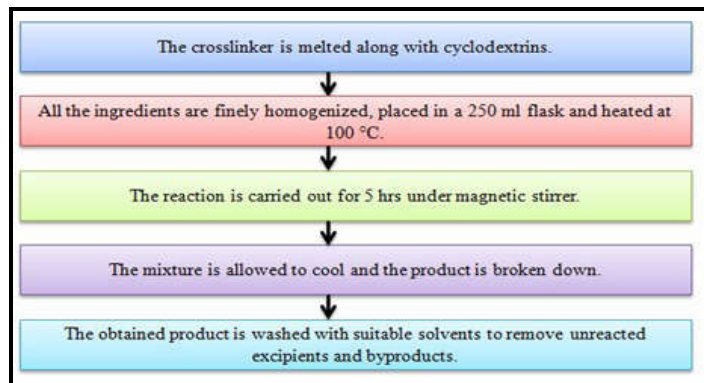 The crosslinker is melted along with cyclodextrins.
All the ingredients are finely homogenized, placed in a 250 ml flask and heated at
100 °C.
The reaction is carried out for 5 hrs under magnetic stirrer.
The mixture is allowed to cool and the product is broken down.
The obtained product is washed with suitable solvents to remove unreacted
excipients and byproducts.